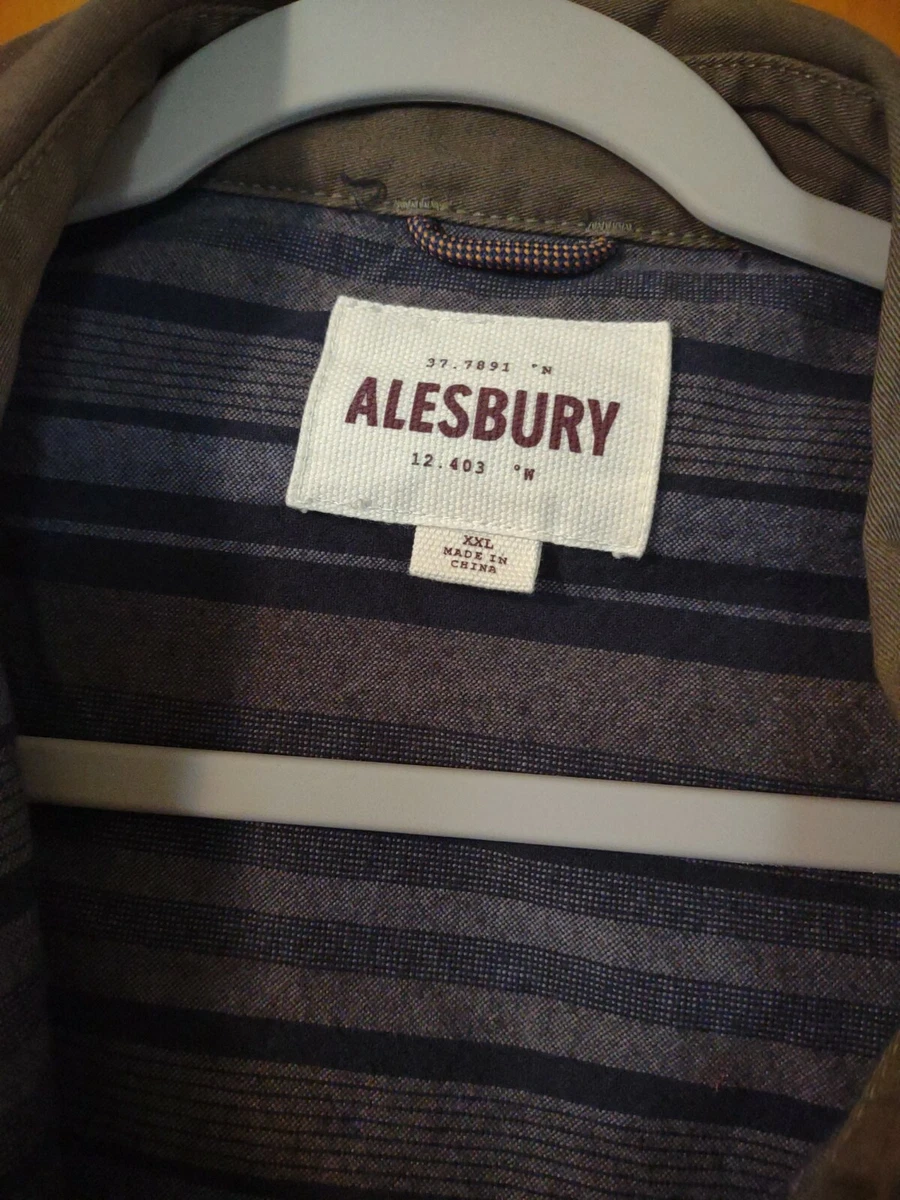 37.7891 °N
ALESBURY
12.403 °W
XXL
MADE IN
CHINA